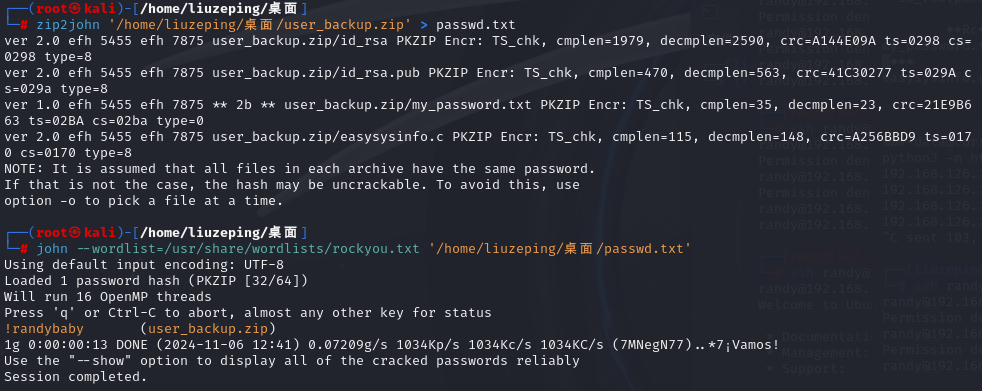 ┌──(root㉿kali)-[/home/liuzeping/桌面]
└─# zip2john '/home/liuzeping/桌面/user_backup.zip' > passwd.txt
ver 2.0 efh 5455 efh 7875 user_backup.zip/id_rsa PKZIP Encr: TS_chk, cmplen=1979, decmplen=2590, crc=A144E09A ts=0298 cs=
0298 type=8
ver 2.0 efh 5455 efh 7875 user_backup.zip/id_rsa.pub PKZIP Encr: TS_chk, cmplen=470, decmplen=563, crc=41C30277 ts=029A c
s=029a type=8
ver 1.0 efh 5455 efh 7875 ** 2b ** user_backup.zip/my_password.txt PKZIP Encr: TS_chk, cmplen=35, decmplen=23, crc=21E9B6
63 ts=02BA cs=02ba type=0
ver 2.0 efh 5455 efh 7875 user_backup.zip/easysysinfo.c PKZIP Encr: TS_chk, cmplen=115, decmplen=148, crc=A256BBD9 ts=017
0 cs=0170 type=8
NOTE: It is assumed that all files in each archive have the same password.
If that is not the case, the hash may be uncrackable. To avoid this, use
option -o to pick a file at a time.
┌──(root㉿kali)-[/home/liuzeping/桌面]
└─# john --wordlist=/usr/share/wordlists/rockyou.txt '/home/liuzeping/桌面/passwd.txt'
Using default input encoding: UTF-8
Loaded 1 password hash (PKZIP [32/64])
Will run 16 OpenMP threads
Press 'q' or Ctrl-C to abort, almost any other key for status
!randybaby       (user_backup.zip)
1g 0:00:00:13 DONE (2024-11-06 12:41) 0.07209g/s 1034Kp/s 1034Kc/s 1034KC/s (7MNegN77)..*7¡Vamos!
Use the "--show" option to display all of the cracked passwords reliably
Session completed.